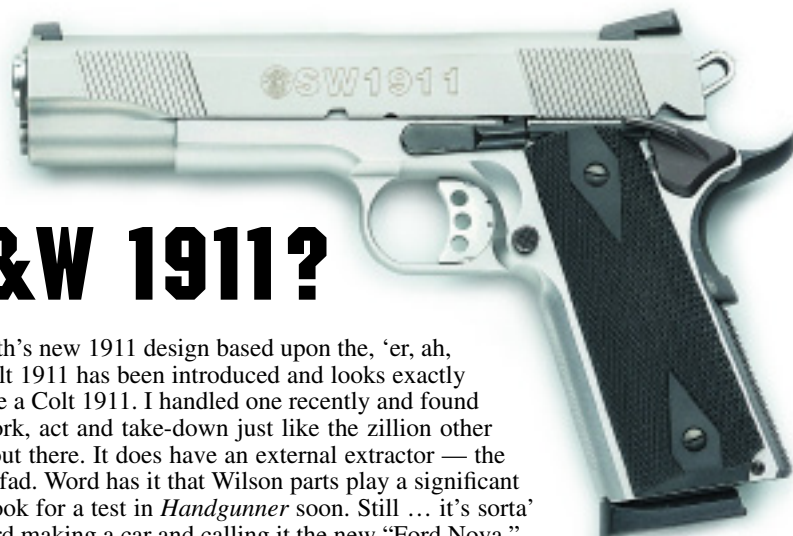 SW1911
&W 1911?
th's new 1911 design based upon the, 'er, ah,
lt 1911 has been introduced and looks exactly
e a Colt 1911. I handled one recently and found
ork, act and take-down just like the zillion other
out there. It does have an external extractor — the
fad. Word has it that Wilson parts play a significant
ook for a test in Handgunner soon. Still … it's sorta'
rd making a car and calling it the new “Ford Nova.”